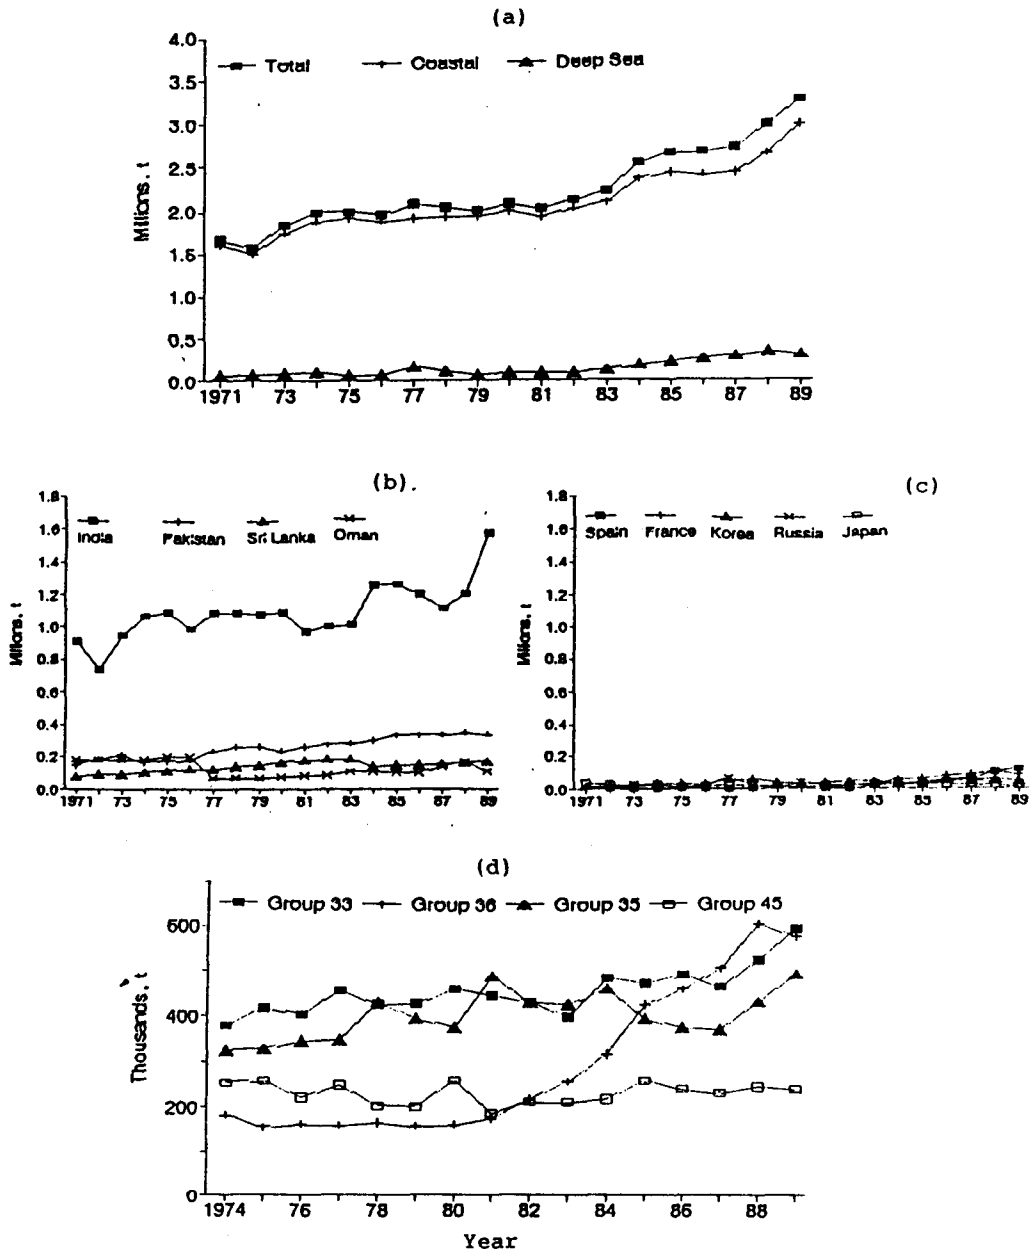 (a)
4.0
Total Coastal Deep Sea
3.5
3.0
2.5
Millions, t
2.0
1.5
1.0
0.5
0.0
1971 73 75 77 79 81 83 85 87 89
(b).
1.8
India Pakistan Sri Lanka Oman
1.6
1.4
1.2
Millions, t
1.0
0.8
0.6
0.4
0.2
0.0
1971 73 75 77 79 81 83 85 87 89
(c)
1.8
Spain France Korea Russia Japan
1.6
1.4
1.2
Millions, t
1.0
0.8
0.6
0.4
0.2
0.0
1971 73 75 77 79 81 83 85 87 89
(d)
Group 33 Group 36 Group 35 Group 45
600
Thousands, t
400
200
0
1974 76 78 80 82 84 86 88
Year